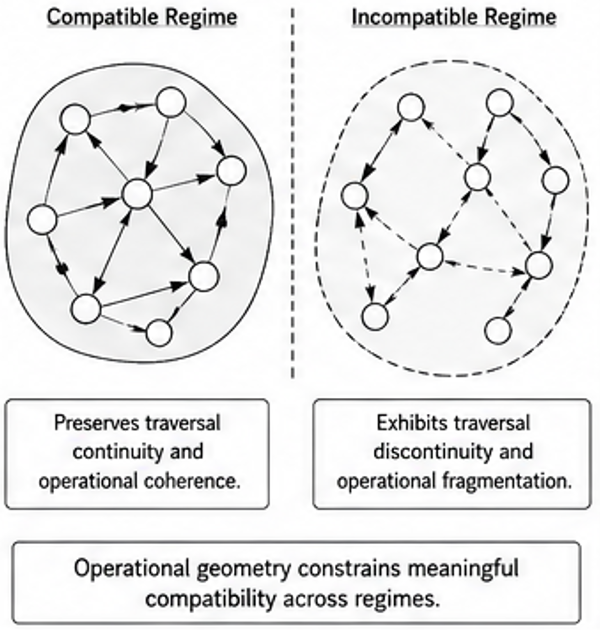 Compatible Regime
Incompatible Regime
Preserves traversal
continuity and
operational coherence.
Exhibits traversal
discontinuity and
operational fragmentation.
Operational geometry constrains meaningful
compatibility across regimes.